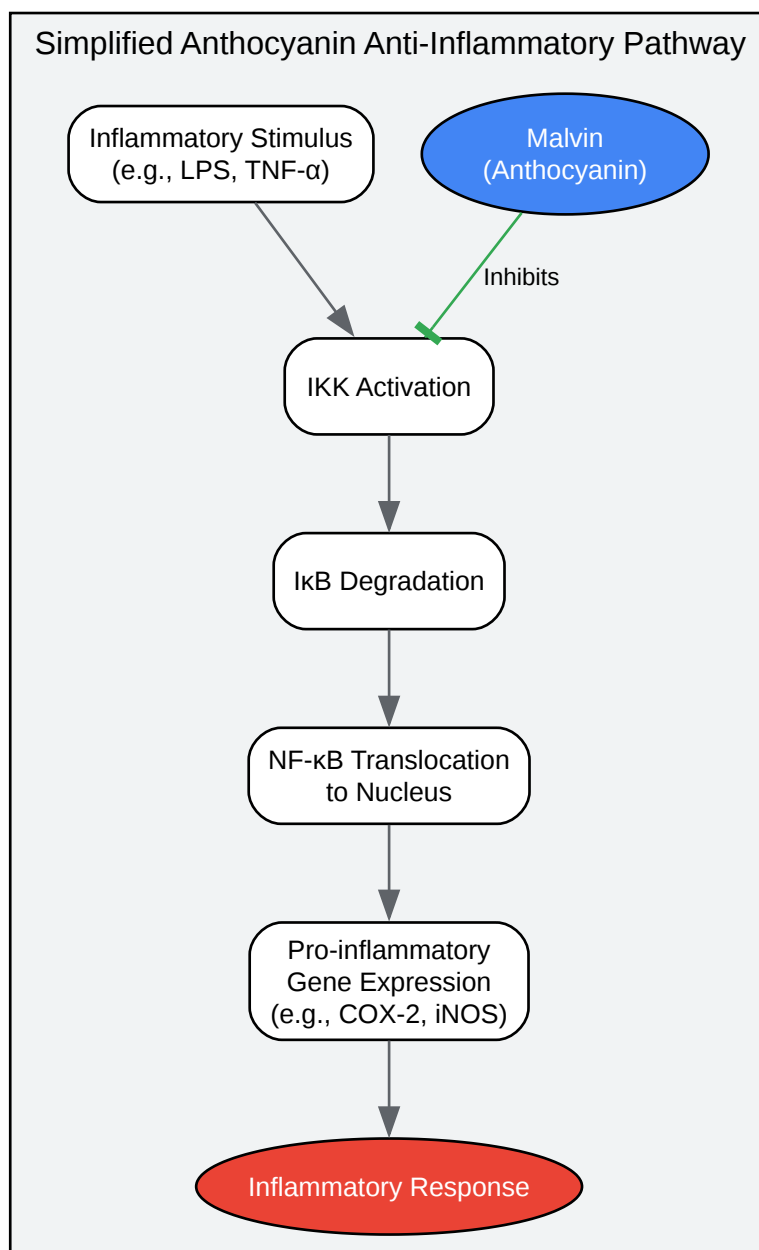 Simplified Anthocyanin Anti-Inflammatory Pathway
Inflammatory Stimulus
(e.g., LPS, TNF-α)
Malvin
(Anthocyanin)
Inhibits
IKK Activation
IκB Degradation
NF-κB Translocation
to Nucleus
Pro-inflammatory
Gene Expression
(e.g., COX-2, iNOS)
Inflammatory Response